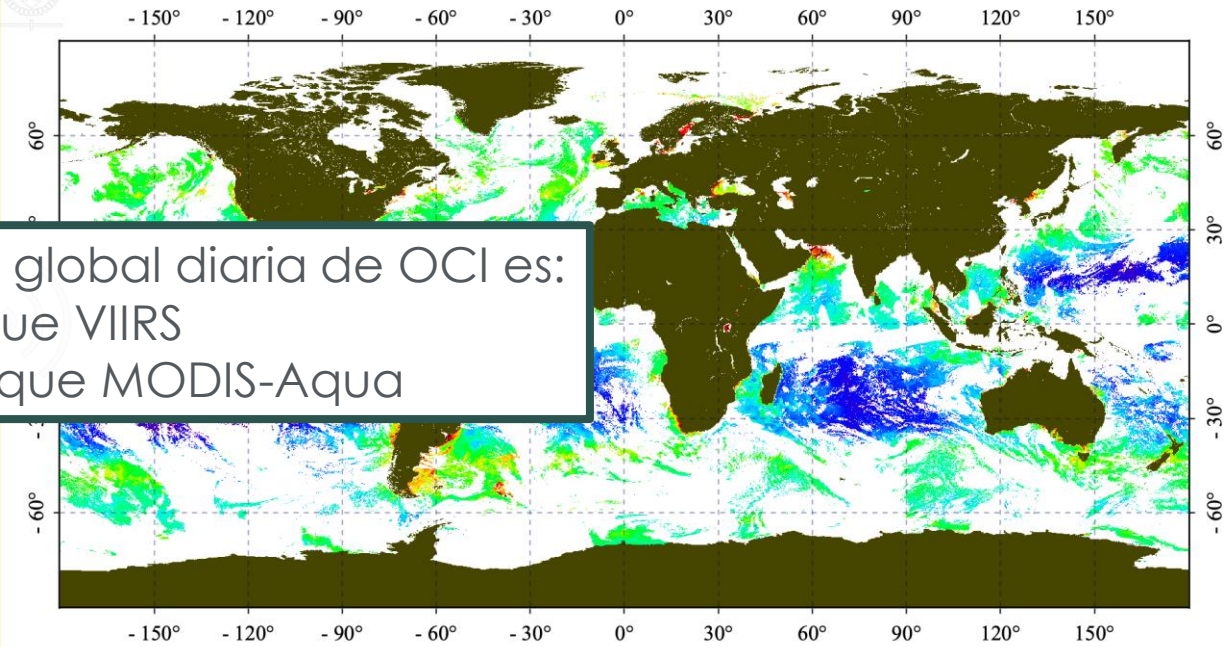 - 150° - 120° - 90° - 60° - 30° 0° 30° 60° 90° 120° 150°
60° 60°
30°
global diaria de OCI es:
ue VIIRS
que MODIS-Aqua
0°
- 30°
- 60° - 60°
- 150° - 120° - 90° - 60° - 30° 0° 30° 60° 90° 120° 150°